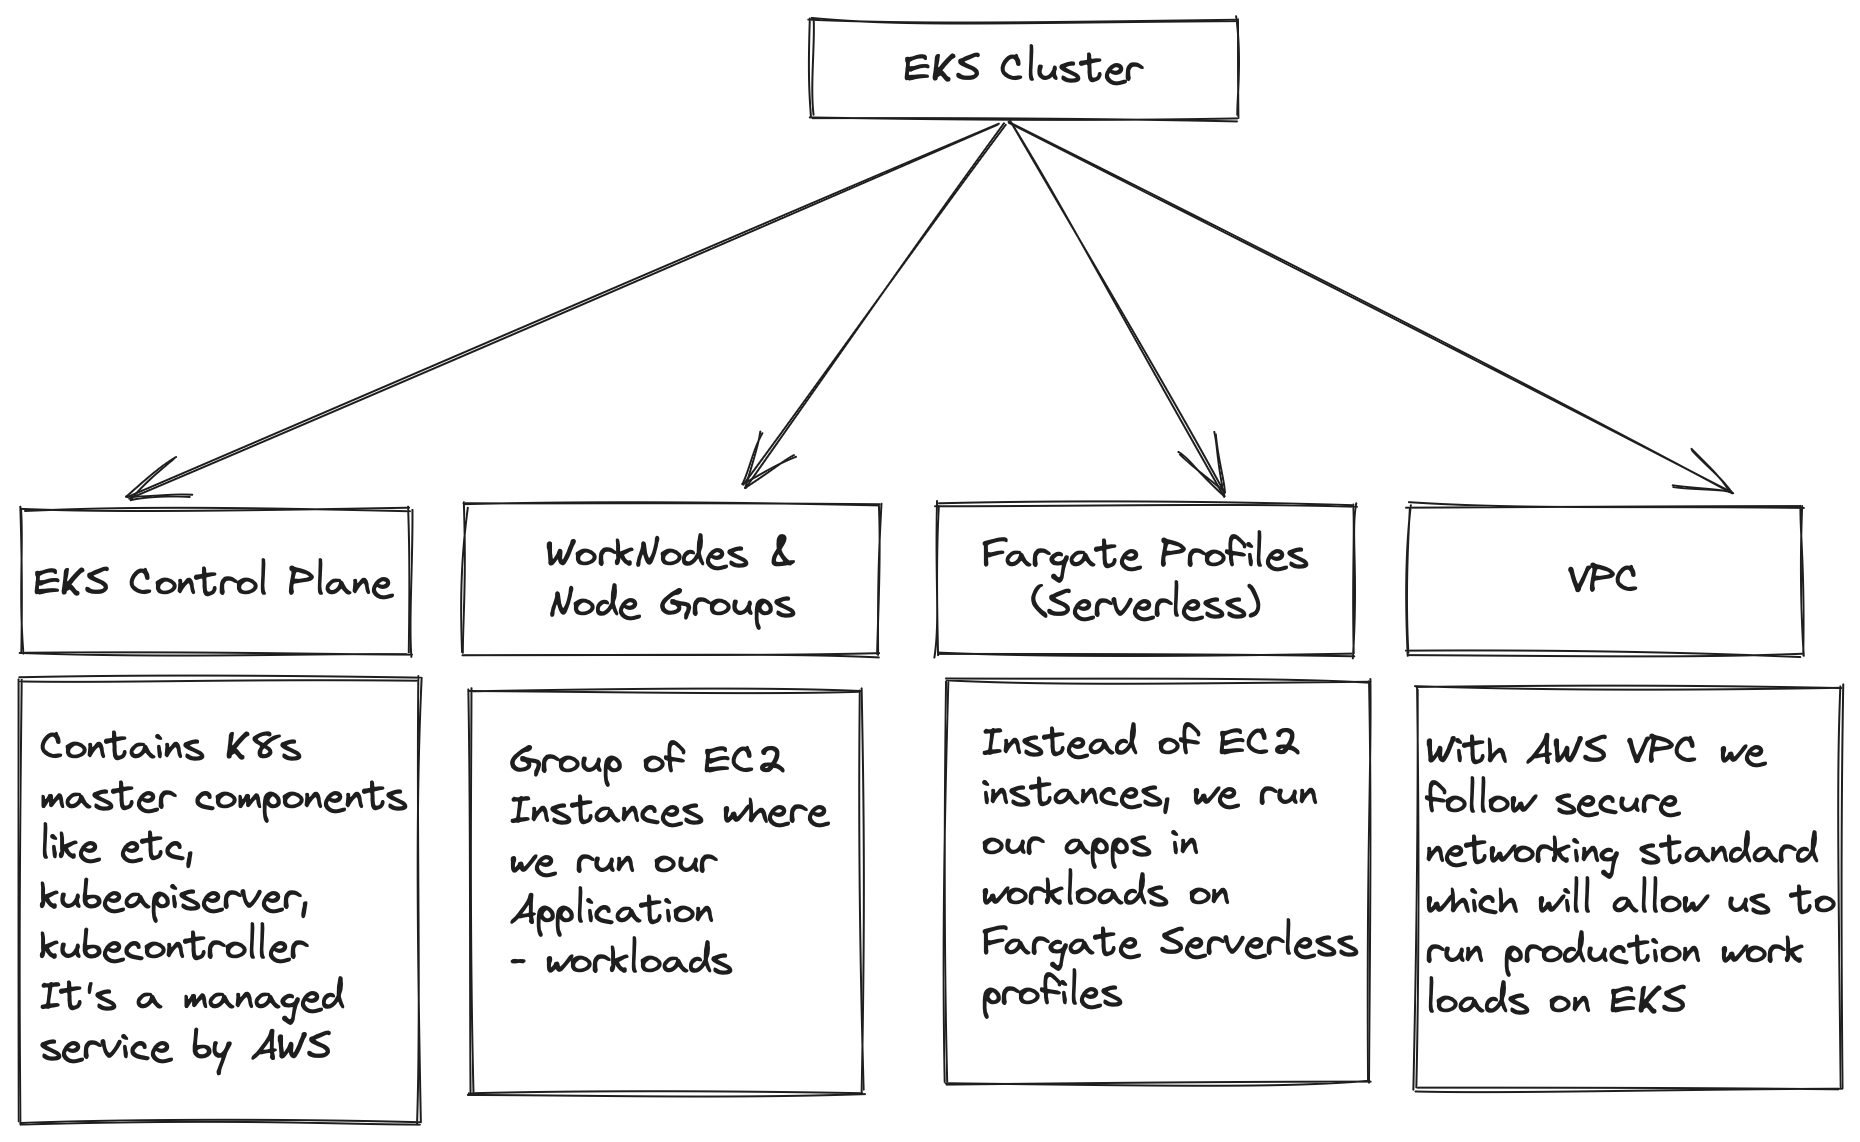 EKS Cluster
EKS Control Plane
WorkNodes &
Node Groups
Fargate Profiles
(Serverless)
VPC
Contains K8s
master components
like etc,
kubeapiserver,
kubecontroller
It's a managed
service by AWS
Group of EC2
Instances where
we run our
Application
- workloads
Instead of EC2
instances, we run
our apps in
workloads on
Fargate Serverless
profiles
With AWS VPC we
follow secure
networking standard
which will allow us to
run production work
loads on EKS